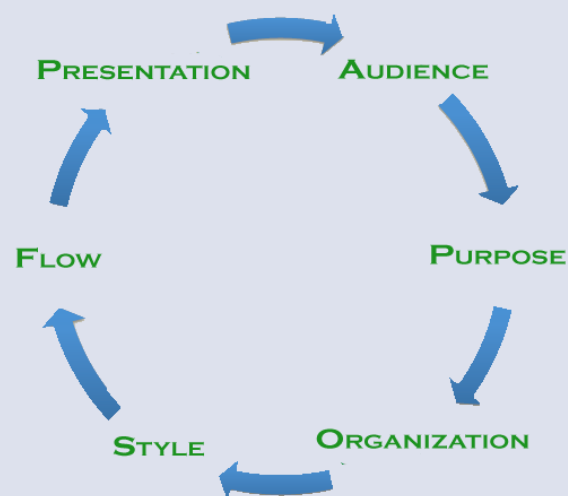 PRESENTATION
AUDIENCE
PURPOSE
ORGANIZATION
STYLE
FLOW